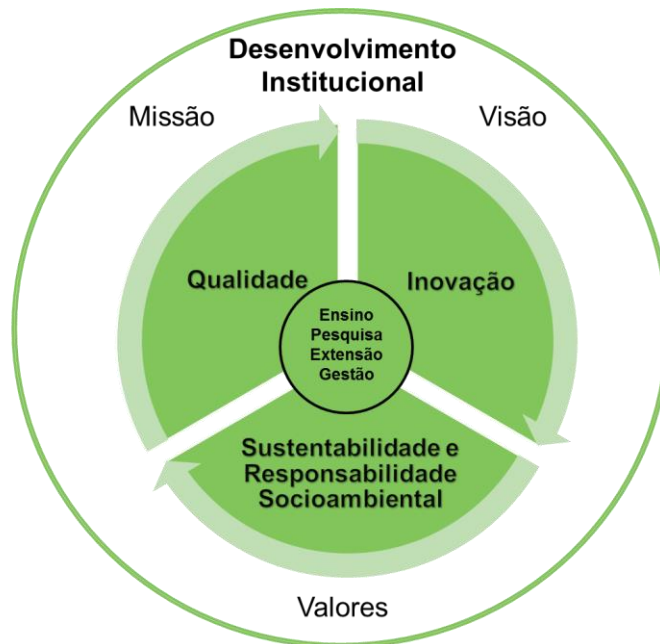 Desenvolvimento
Institucional
Missão
Visão
Qualidade
Inovação
Ensino
Pesquisa
Extensão
Gestão
Sustentabilidade e
Responsabilidade
Socioambiental
Valores